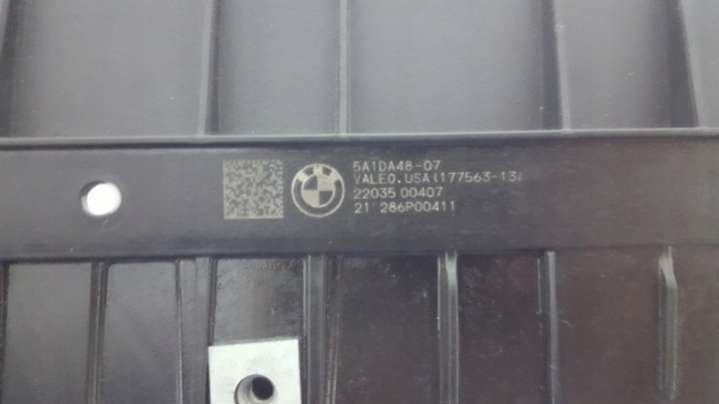 5A1DA48-07
VALEO.USA(177563-13)
22035 00407
21 286P00411